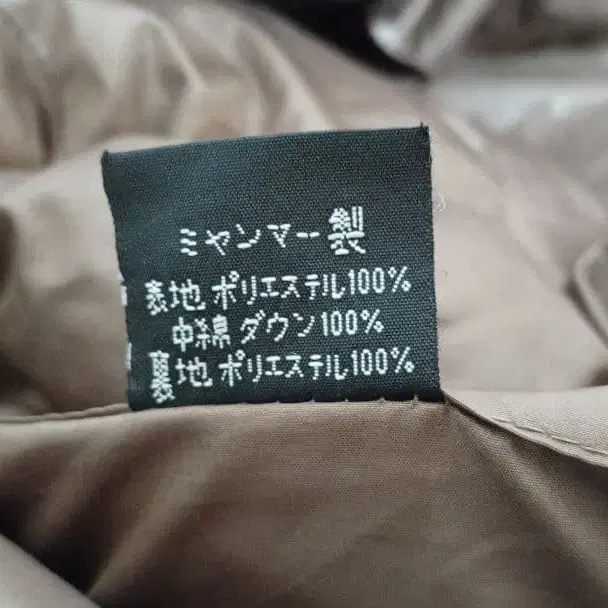 ミャンマー製
表地 ポリエステル100%
中綿 ダウン100%
裏地 ポリエステル100%